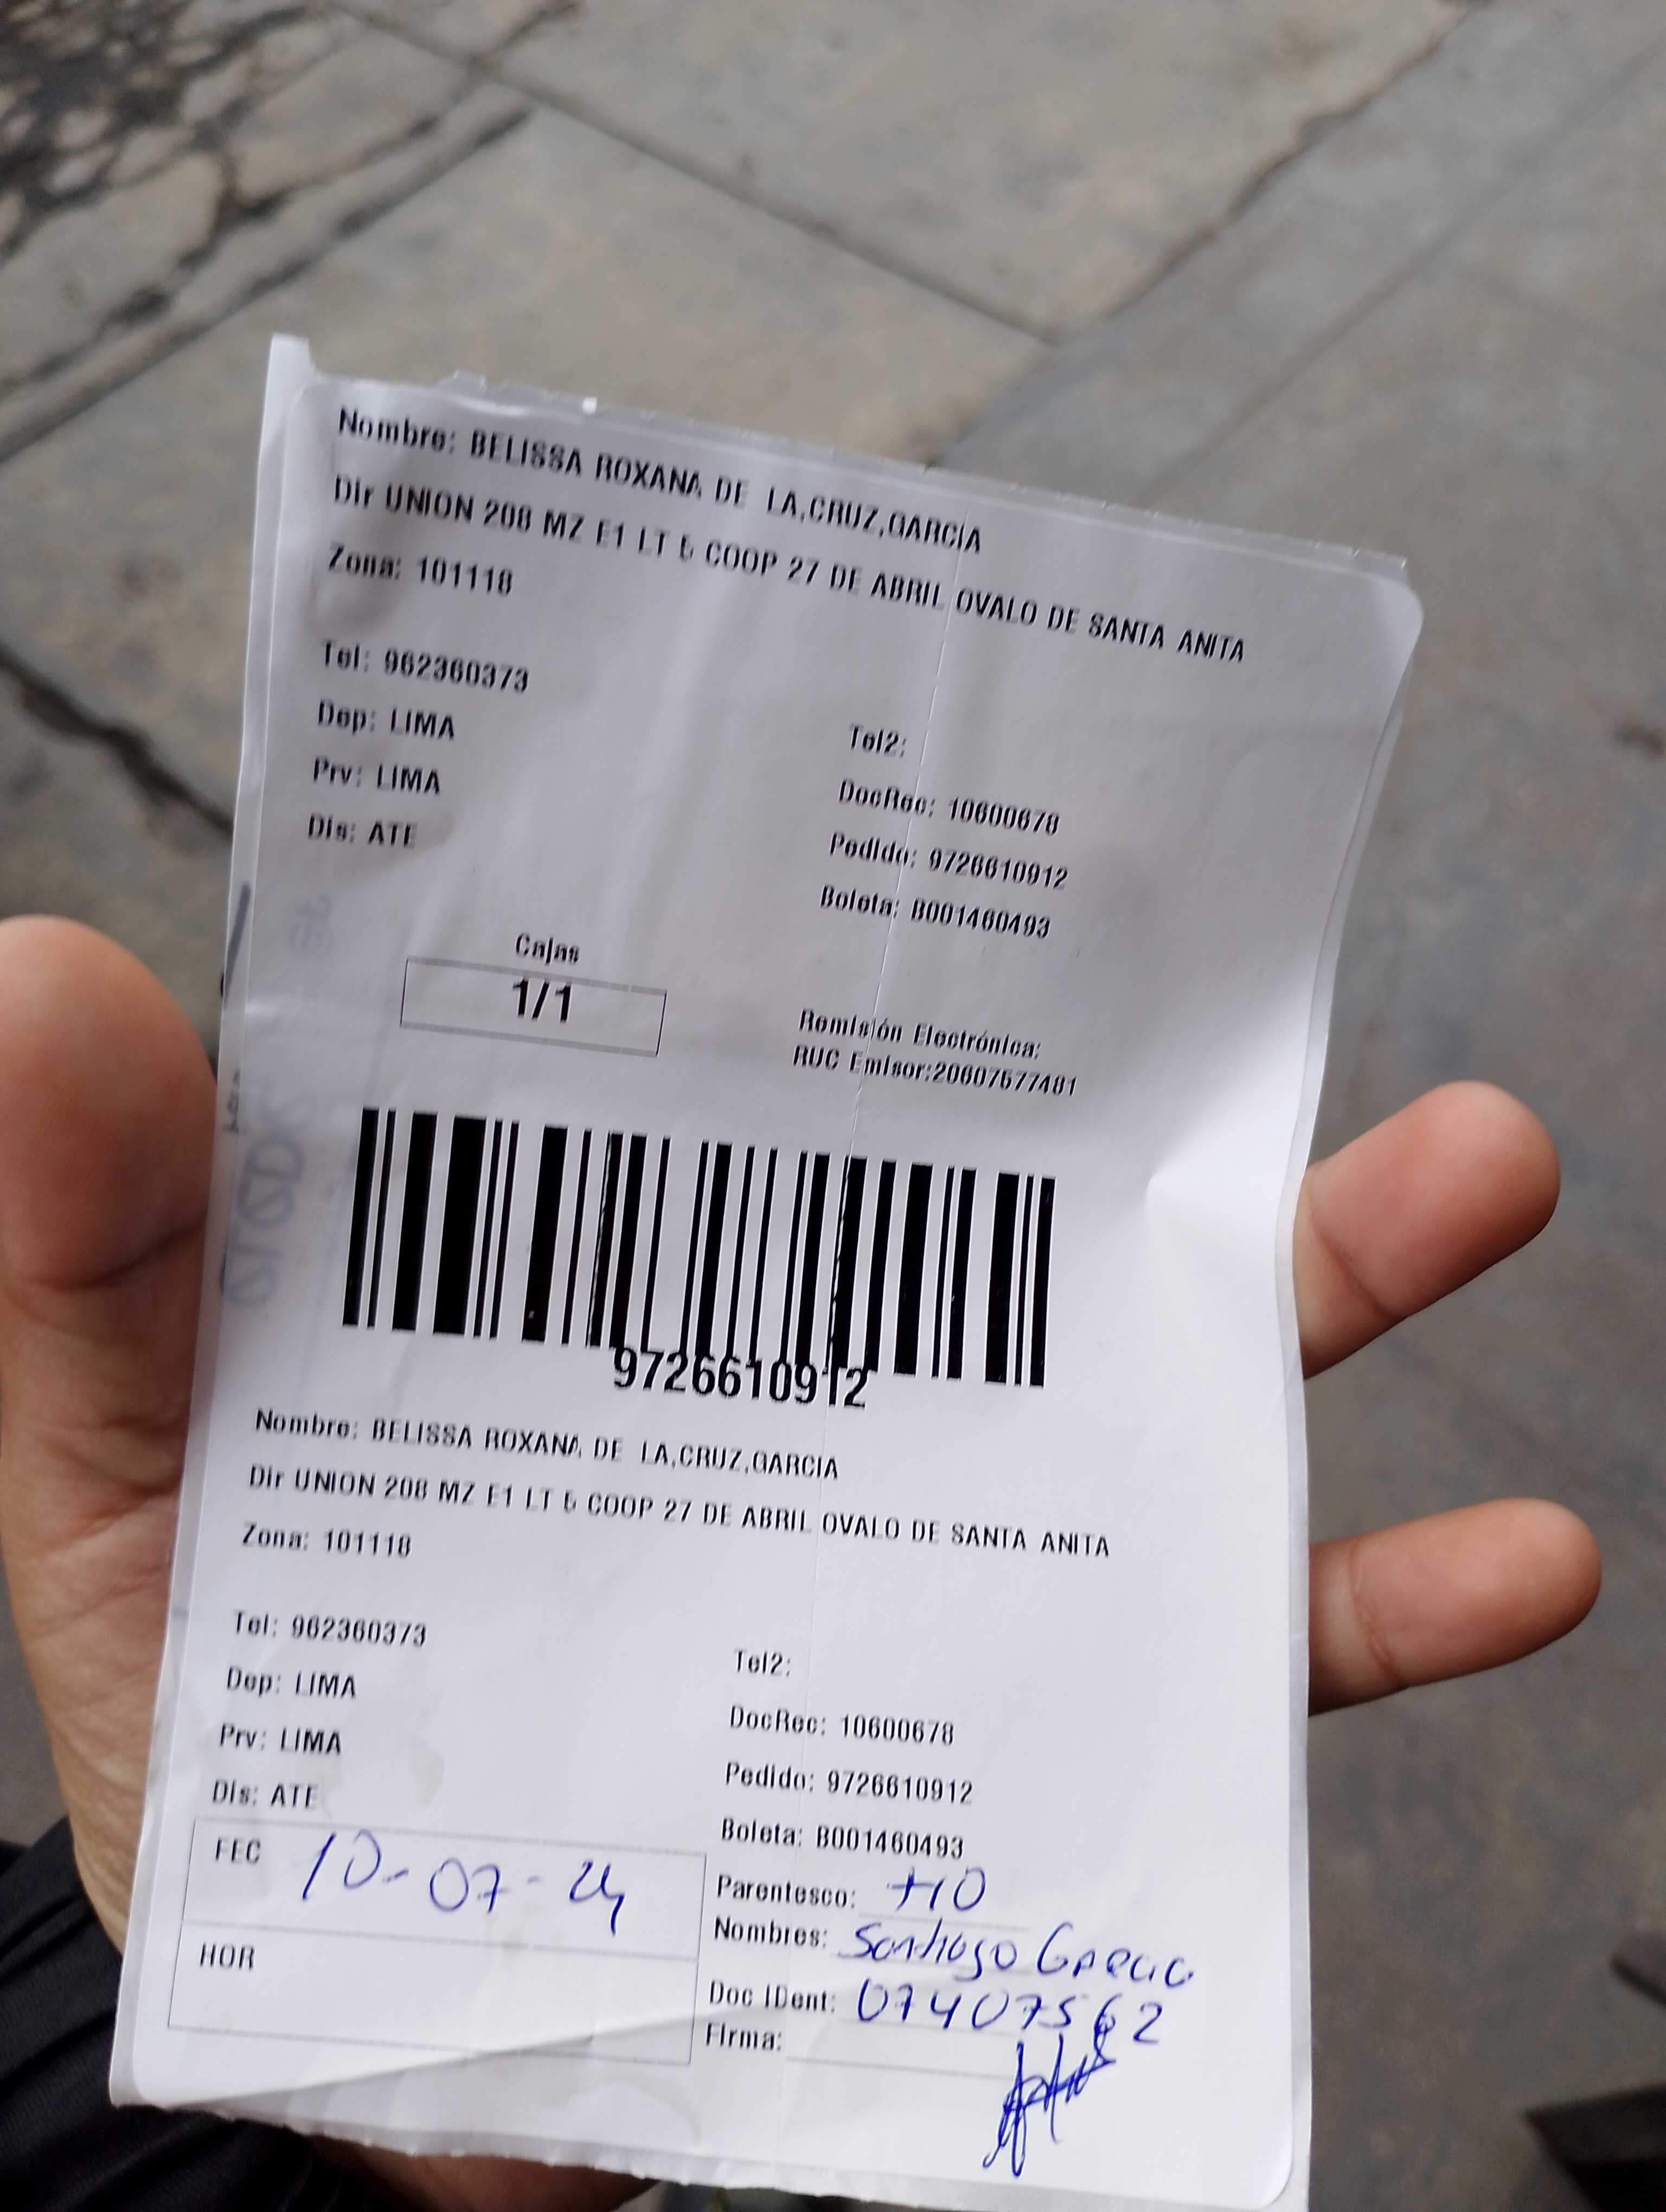 Nombre: BELISSA ROXANA DE LA,CRUZ,GARCIA
Dir UNION 208 MZ E1 LT 5 COOP 27 DE ABRIL OVALO DE SANTA ANITA
Zona: 101118
Tel: 962360373
Dep: LIMA
Tel2:
Prv: LIMA
DocRec: 10600678
Dis: ATE
Pedido: 9726610912
Boleta: B001460493
Cajas
1/1
Remisión Electrónica:
RUC Emisor:20607577481
9726610912
Nombre: BELISSA ROXANA DE LA,CRUZ,GARCIA
Dir UNION 208 MZ E1 LT 5 COOP 27 DE ABRIL OVALO DE SANTA ANITA
Zona: 101118
Tel: 962360373
Tel2:
Dep: LIMA
DocRec: 10600678
Prv: LIMA
Pedido: 9726610912
Dis: ATE
Boleta: B001460493
FEC 10-07-24
Parentesco: TIO
Nombres: Santiago Garcia
HOR
Doc IDent: 07407562
Firma: